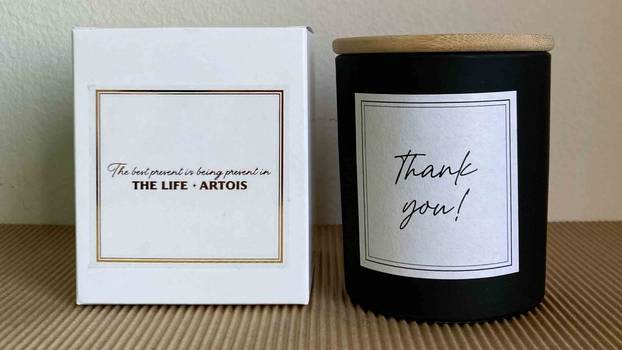 The best present is being present in
THE LIFE · ARTOIS
Thank
you!